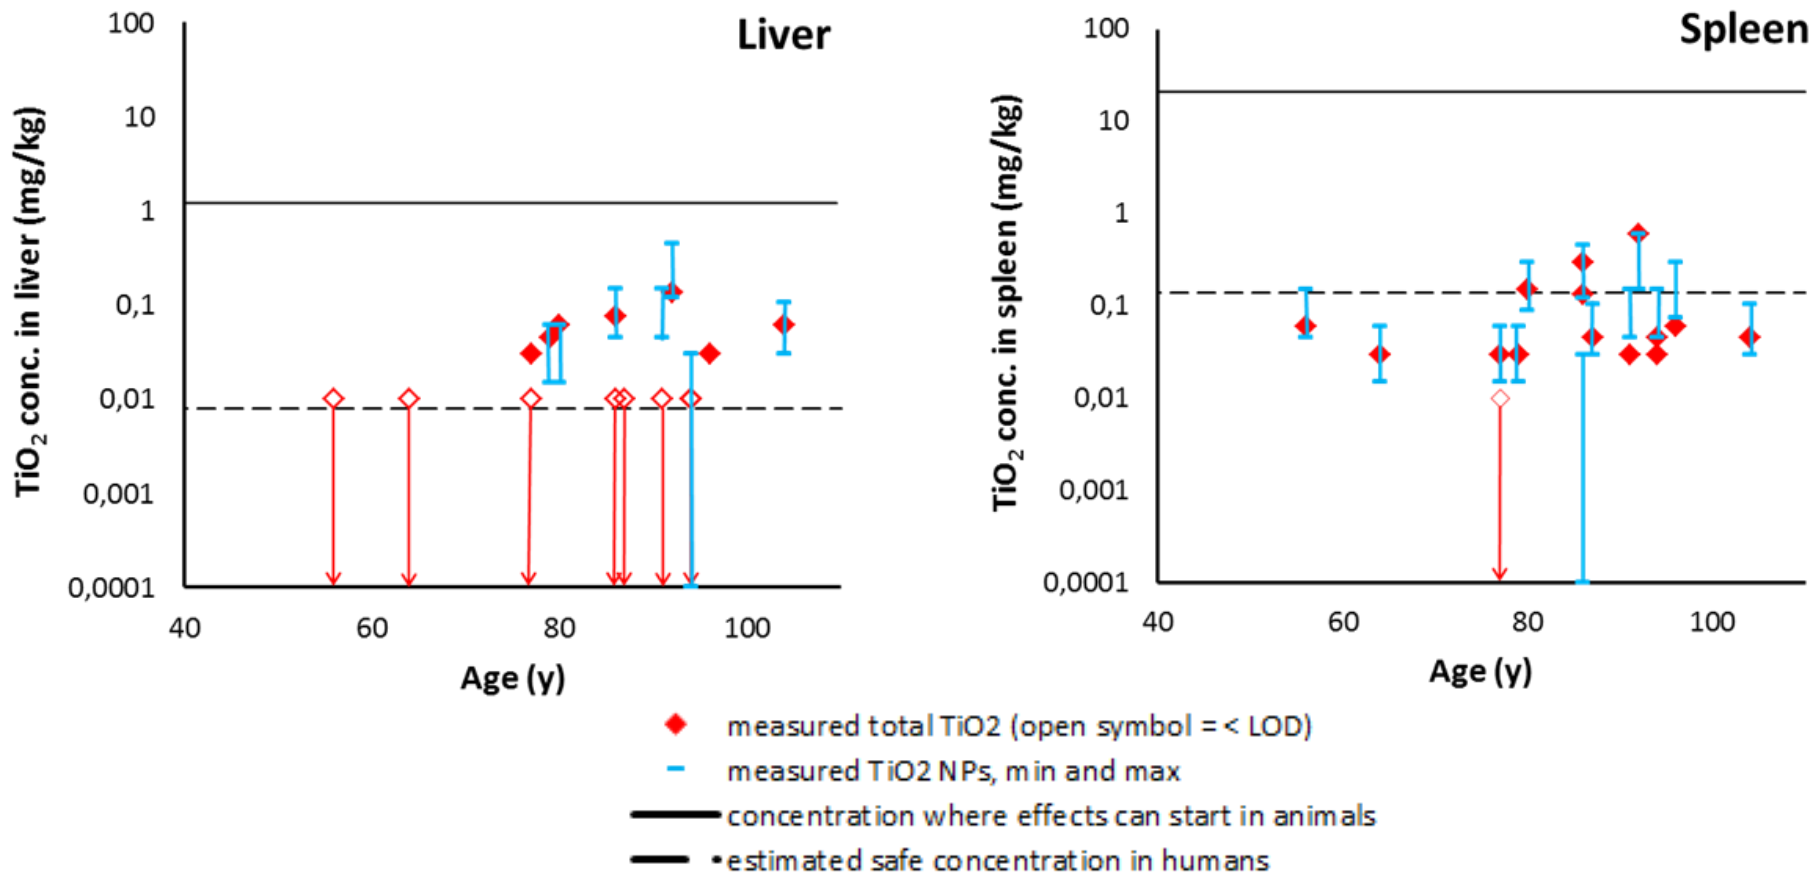 Liver
TiO2 conc. in liver (mg/kg)
100
10
1
0,1
0,01
0,001
0,0001
40 60 80 100
Age (y)
Spleen
TiO2 conc. in spleen (mg/kg)
100
10
1
0,1
0,01
0,001
0,0001
40 60 80 100
Age (y)
measured total TiO2 (open symbol = < LOD)
measured TiO2 NPs, min and max
concentration where effects can start in animals
estimated safe concentration in humans